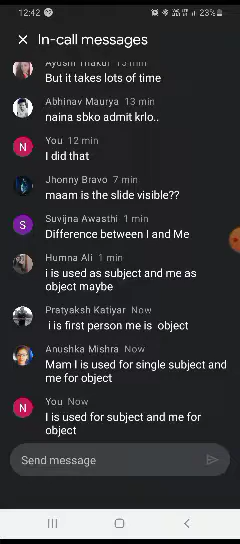 12:42 23%
In-call messages
Ayushi Thakur 13 min
But it takes lots of time
Abhinav Maurya 13 min
naina sbko admit krlo..
N You 12 min
I did that
Jhonny Bravo 7 min
maam is the slide visible??
S Suvijna Awasthi 1 min
Difference between I and Me
Humna Ali 1 min
i is used as subject and me as
object maybe
Pratyaksh Katiyar Now
i is first person me is object
Anushka Mishra Now
Mam I is used for single subject and
me for object
N You Now
I is used for subject and me for
object
Send message